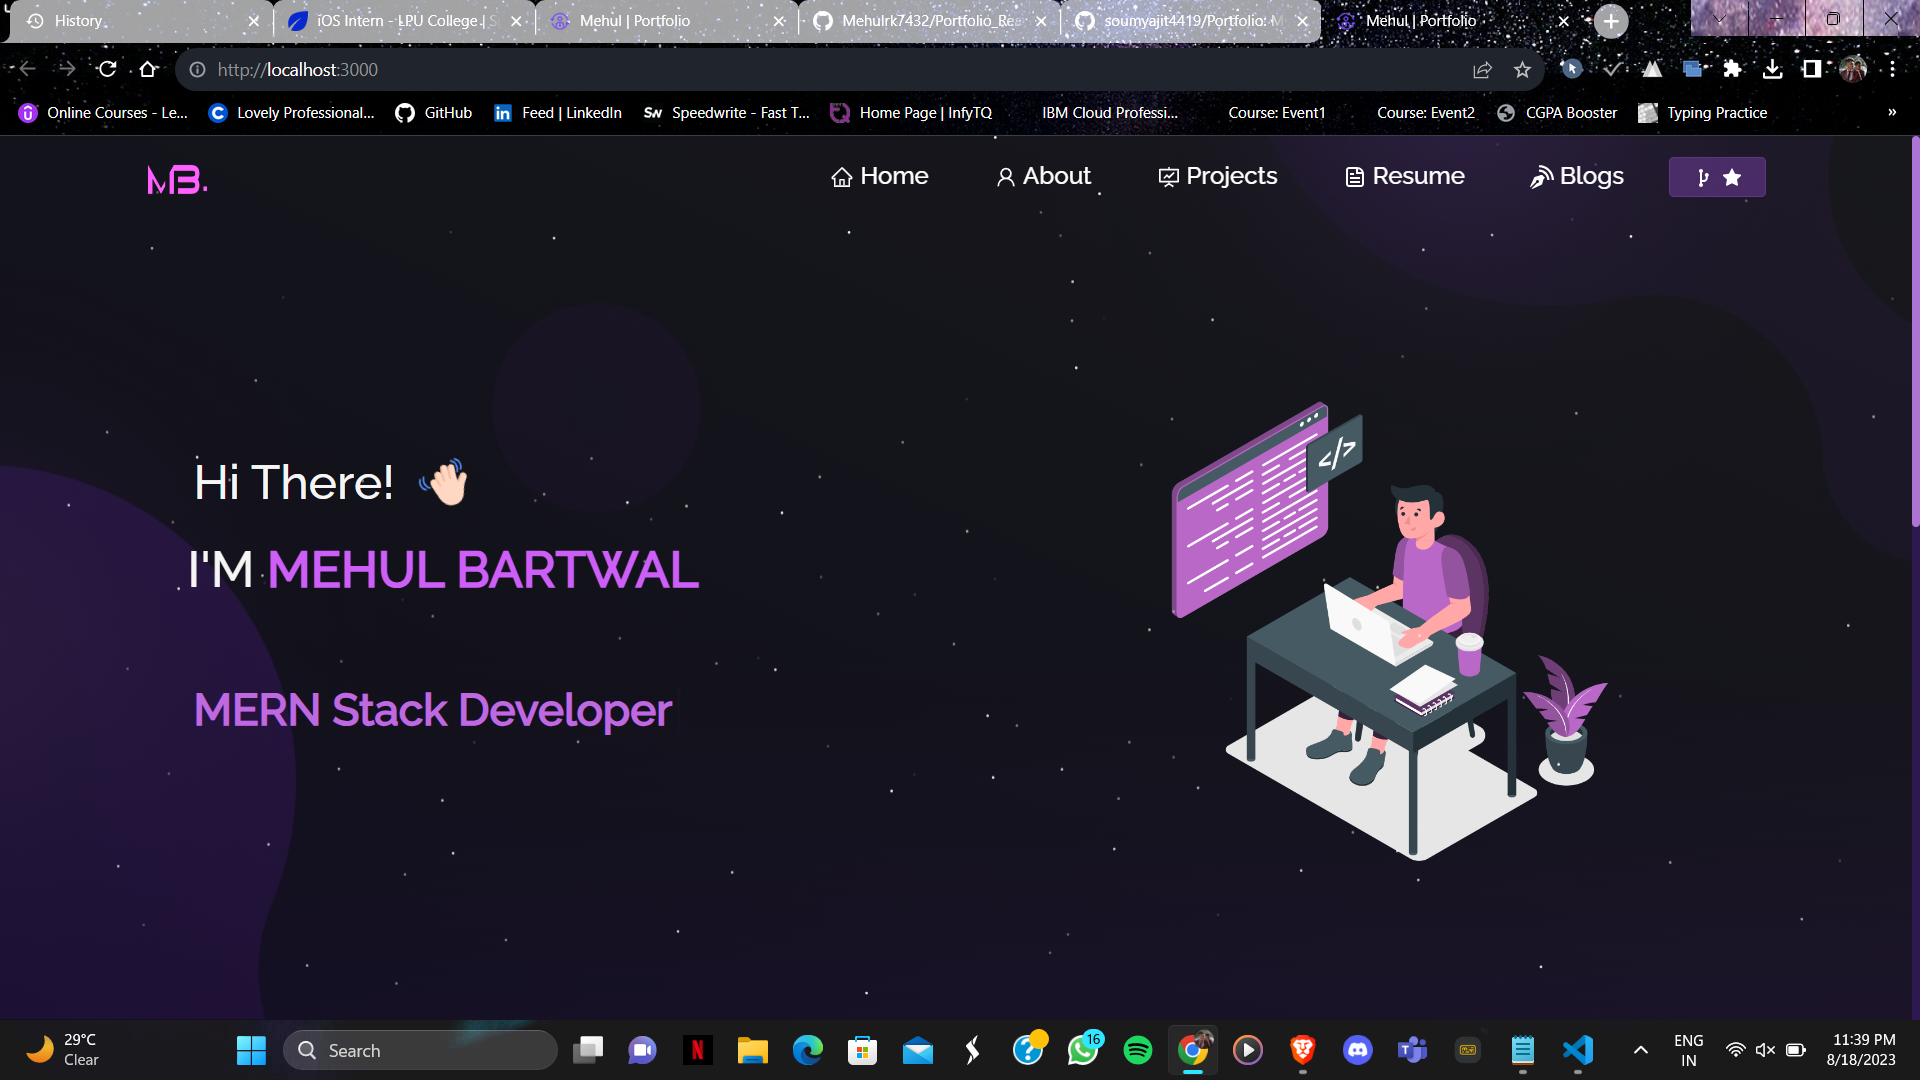 History
iOS Intern - LPU College | S
Mehul | Portfolio
Mehulrk7432/Portfolio_Rea
soumyajit4419/Portfolio: M
Mehul | Portfolio
http://localhost:3000
Online Courses - Le...
Lovely Professional...
GitHub
Feed | LinkedIn
Speedwrite - Fast T...
Home Page | InfyTQ
IBM Cloud Professi...
Course: Event1
Course: Event2
CGPA Booster
Typing Practice
»
MB.
Home
About
Projects
Resume
Blogs
Hi There!
I'M MEHUL BARTWAL
MERN Stack Developer
</>
29°C
Clear
Search
16
ENG
IN
11:39 PM
8/18/2023